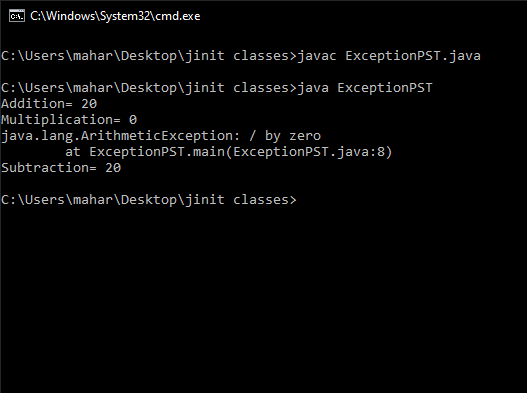 C:\Windows\System32\cmd.exe
C:\Users\mahar\Desktop\jinit classes>javac ExceptionPST.java
C:\Users\mahar\Desktop\jinit classes>java ExceptionPST
Addition= 20
Multiplication= 0
java.lang.ArithmeticException: / by zero
        at ExceptionPST.main(ExceptionPST.java:8)
Subtraction= 20
C:\Users\mahar\Desktop\jinit classes>